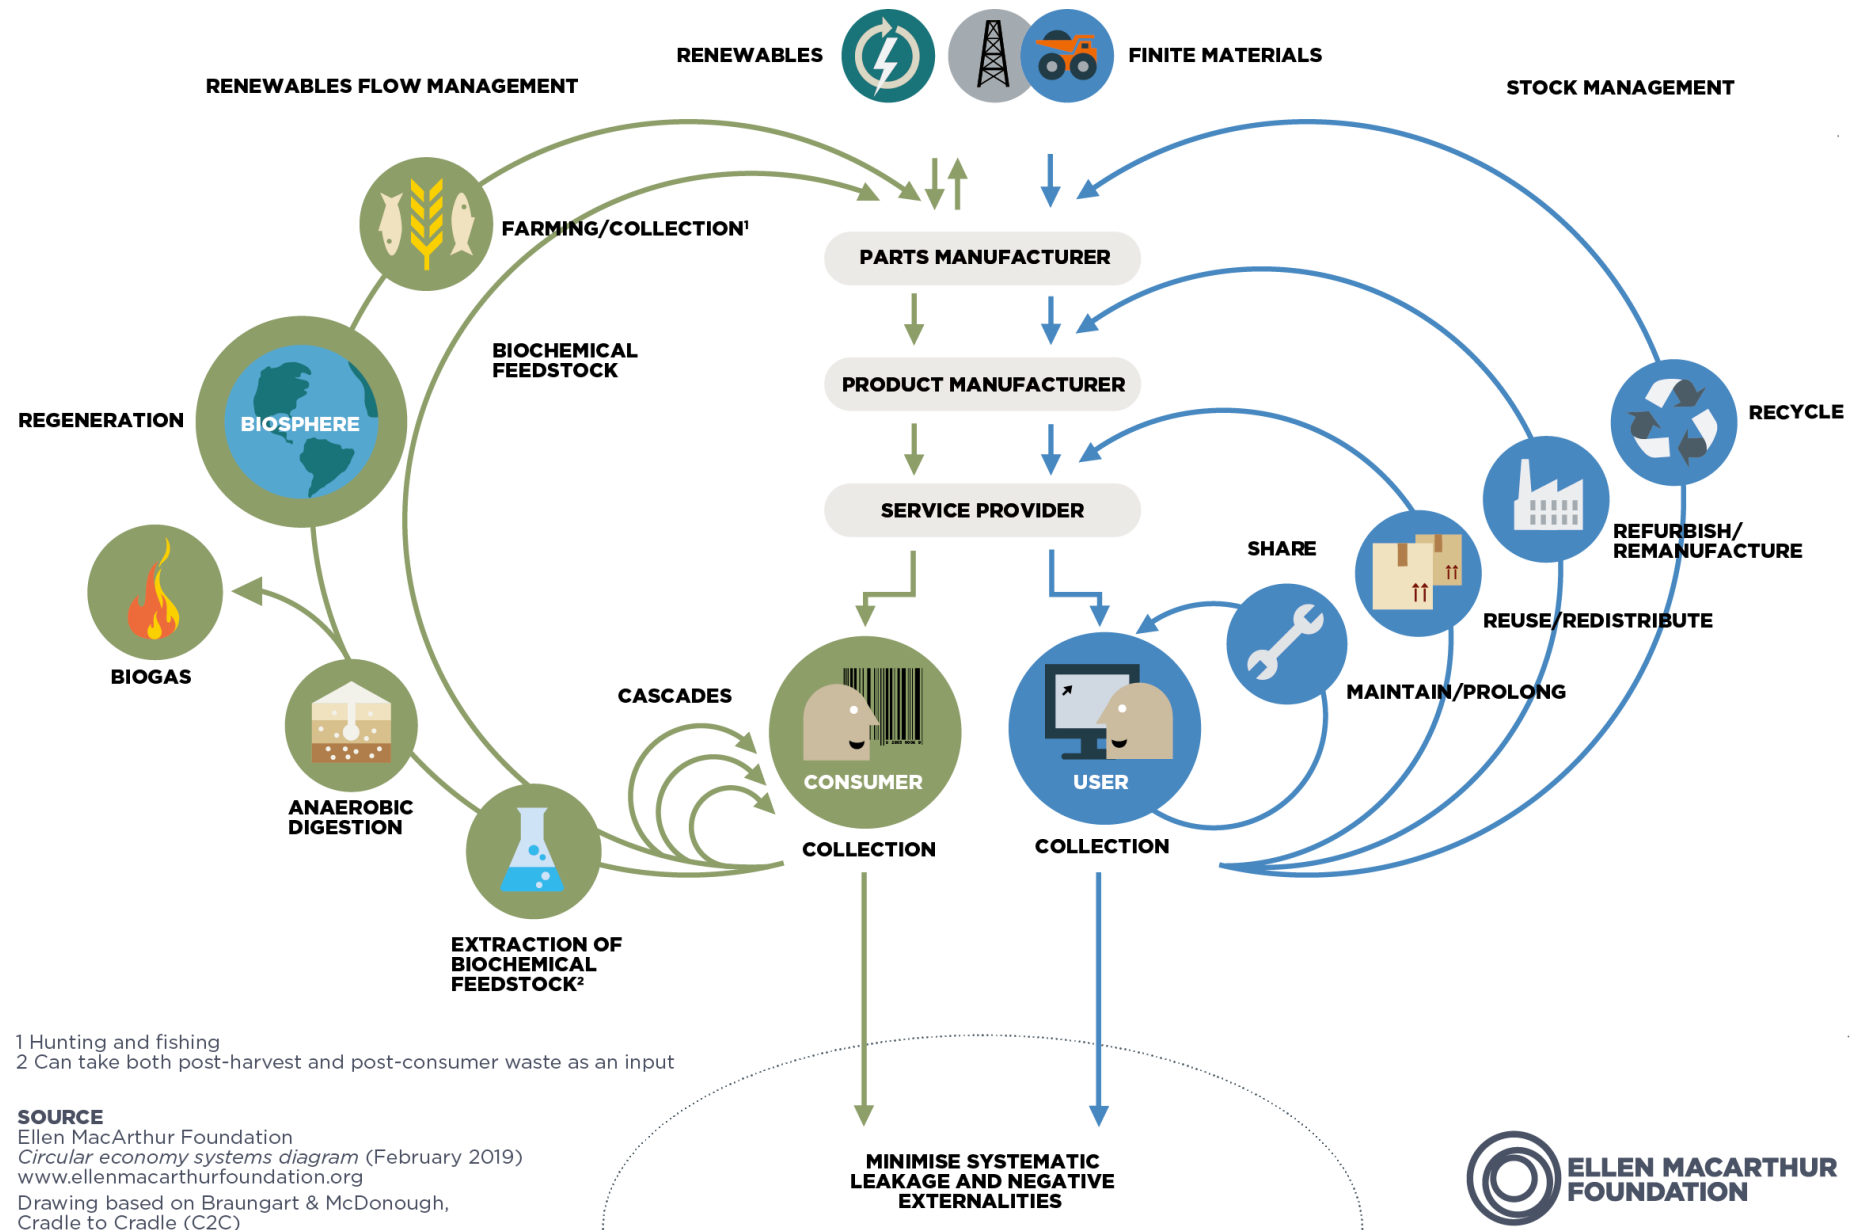 RENEWABLES
FINITE MATERIALS
RENEWABLES FLOW MANAGEMENT
STOCK MANAGEMENT
FARMING/COLLECTION¹
PARTS MANUFACTURER
BIOCHEMICAL
FEEDSTOCK
PRODUCT MANUFACTURER
REGENERATION
BIOSPHERE
RECYCLE
SERVICE PROVIDER
SHARE
REFURBISH/
REMANUFACTURE
REUSE/REDISTRIBUTE
BIOGAS
CASCADES
MAINTAIN/PROLONG
CONSUMER
USER
ANAEROBIC
DIGESTION
COLLECTION
COLLECTION
EXTRACTION OF
BIOCHEMICAL
FEEDSTOCK²
1 Hunting and fishing
2 Can take both post-harvest and post-consumer waste as an input
SOURCE
Ellen MacArthur Foundation
Circular economy systems diagram (February 2019)
www.ellenmacarthurfoundation.org
Drawing based on Braungart & McDonough,
Cradle to Cradle (C2C)
MINIMISE SYSTEMATIC
LEAKAGE AND NEGATIVE
EXTERNALITIES
ELLEN MACARTHUR
FOUNDATION